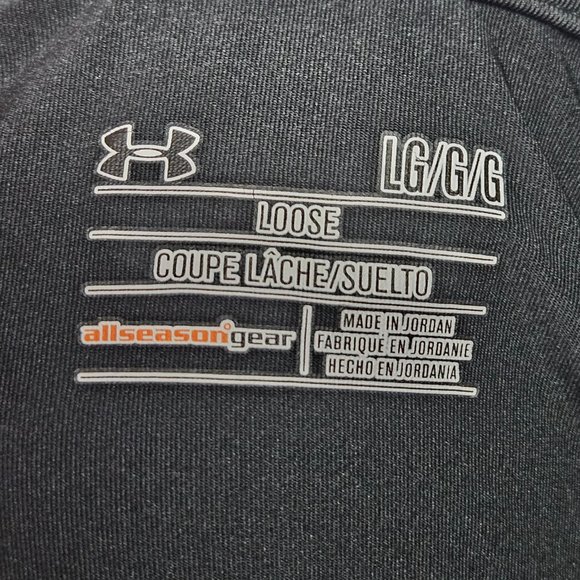 LG/G/G
LOOSE
COUPE LÂCHE/SUELTO
allseasongear
MADE IN JORDAN
FABRIQUE EN JORDANIE
HECHO EN JORDANIA